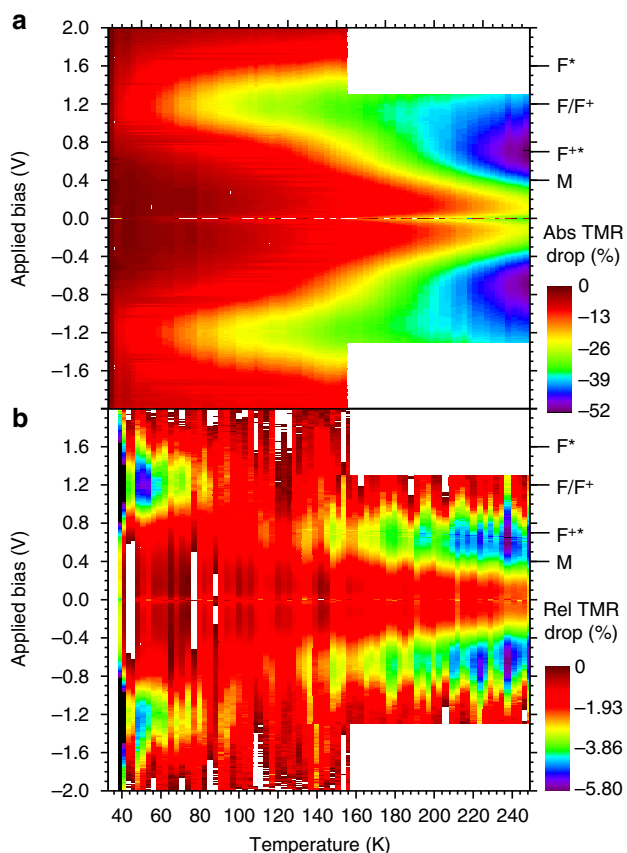 a
2.0
1.6
1.2
0.8
0.4
0.0
−0.4
−0.8
−1.2
−1.6
Applied bias (V)
F*
F/F+
F+*
M
Abs TMR
drop (%)
0
−13
−26
−39
−52
b
1.6
1.2
0.8
0.4
0.0
−0.4
−0.8
−1.2
−1.6
−2.0
Applied bias (V)
F*
F/F+
F+*
M
Rel TMR
drop (%)
0
−1.93
−3.86
−5.80
40 60 80 100 120 140 160 180 200 220 240
Temperature (K)